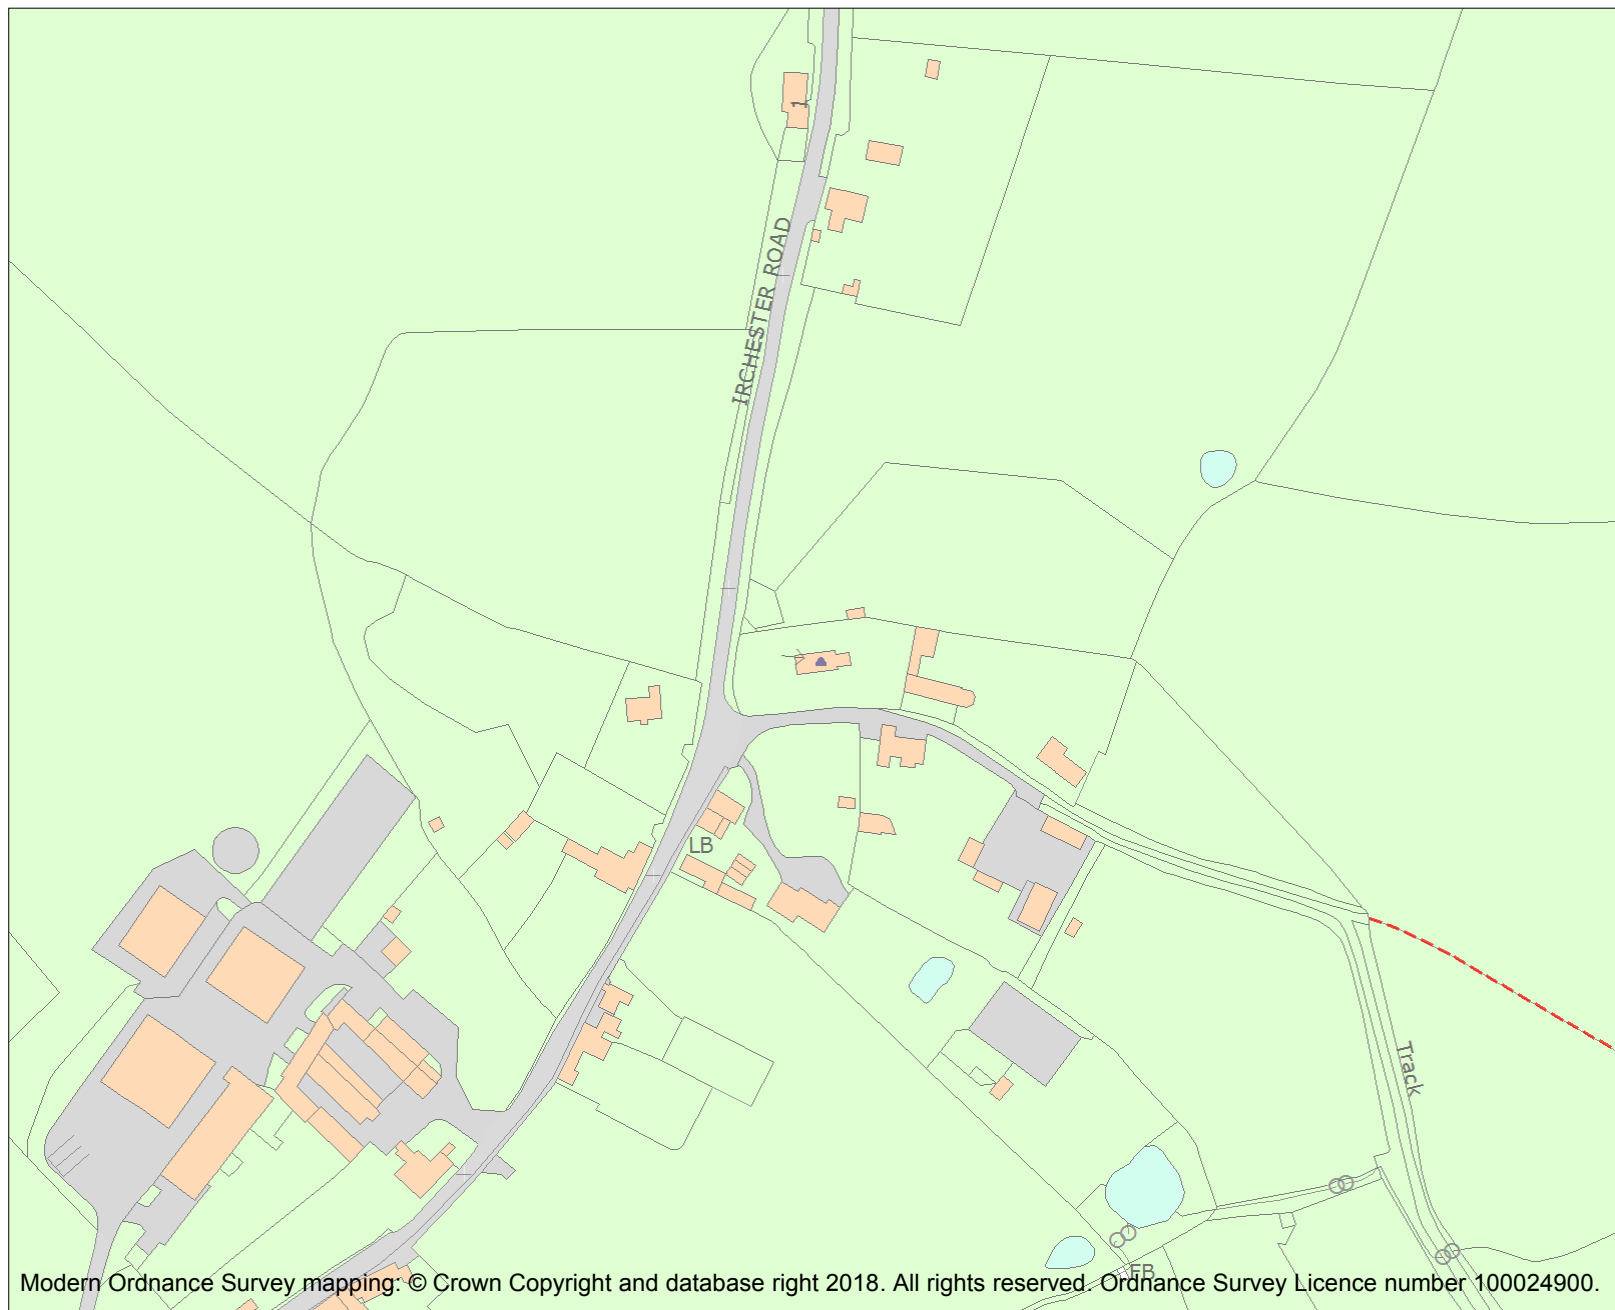 1
IRCHESTER ROAD
LB
Track
FB
Modern Ordnance Survey mapping: © Crown Copyright and database right 2018. All rights reserved. Ordnance Survey Licence number 100024900.